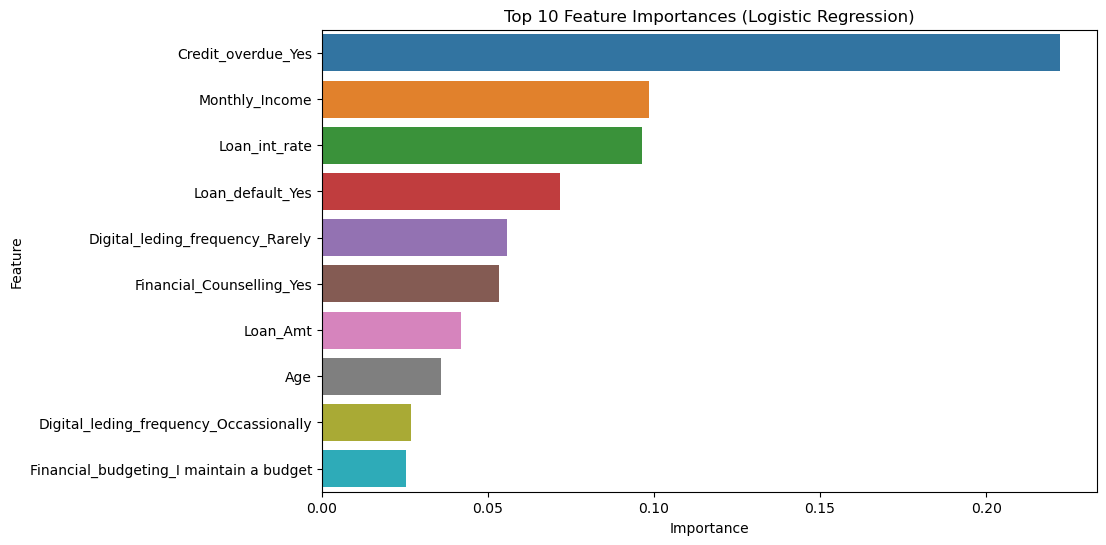 Top 10 Feature Importances (Logistic Regression)
Feature
Credit_overdue_Yes
Monthly_Income
Loan_int_rate
Loan_default_Yes
Digital_leding_frequency_Rarely
Financial_Counselling_Yes
Loan_Amt
Age
Digital_leding_frequency_Occassionally
Financial_budgeting_I maintain a budget
0.00 0.05 0.10 0.15 0.20
Importance